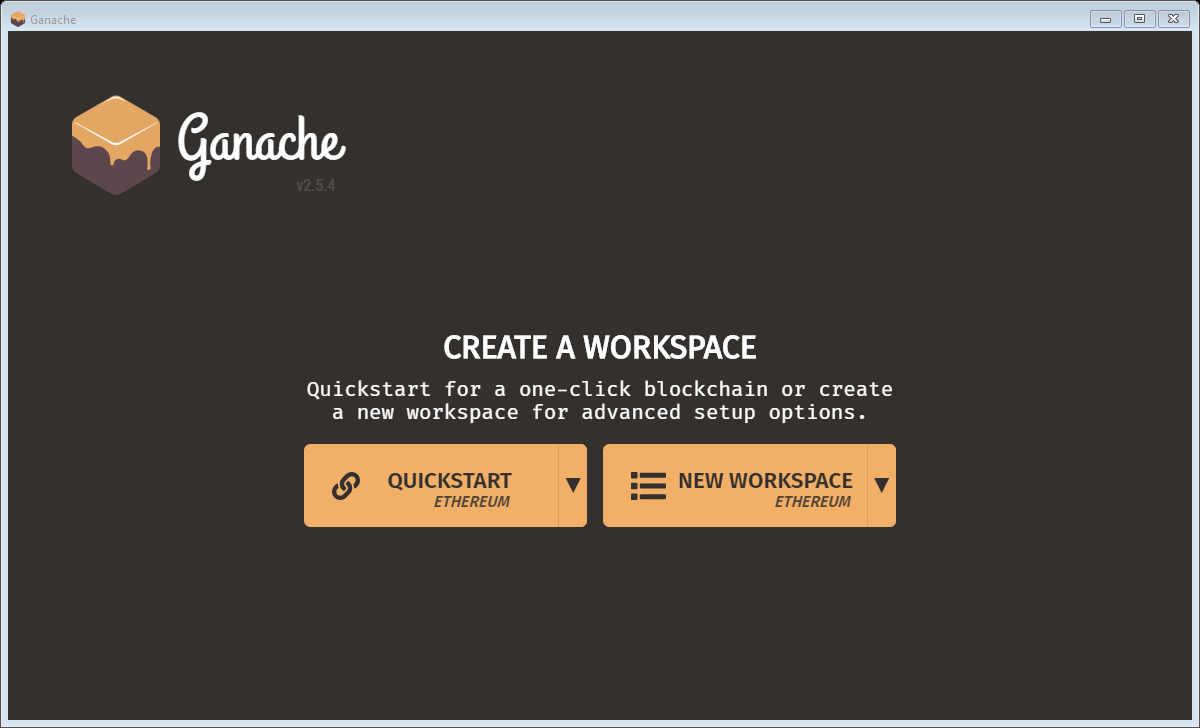 Ganache
Ganache
v2.5.4
CREATE A WORKSPACE
Quickstart for a one-click blockchain or create
a new workspace for advanced setup options.
QUICKSTART
ETHEREUM
NEW WORKSPACE
ETHEREUM